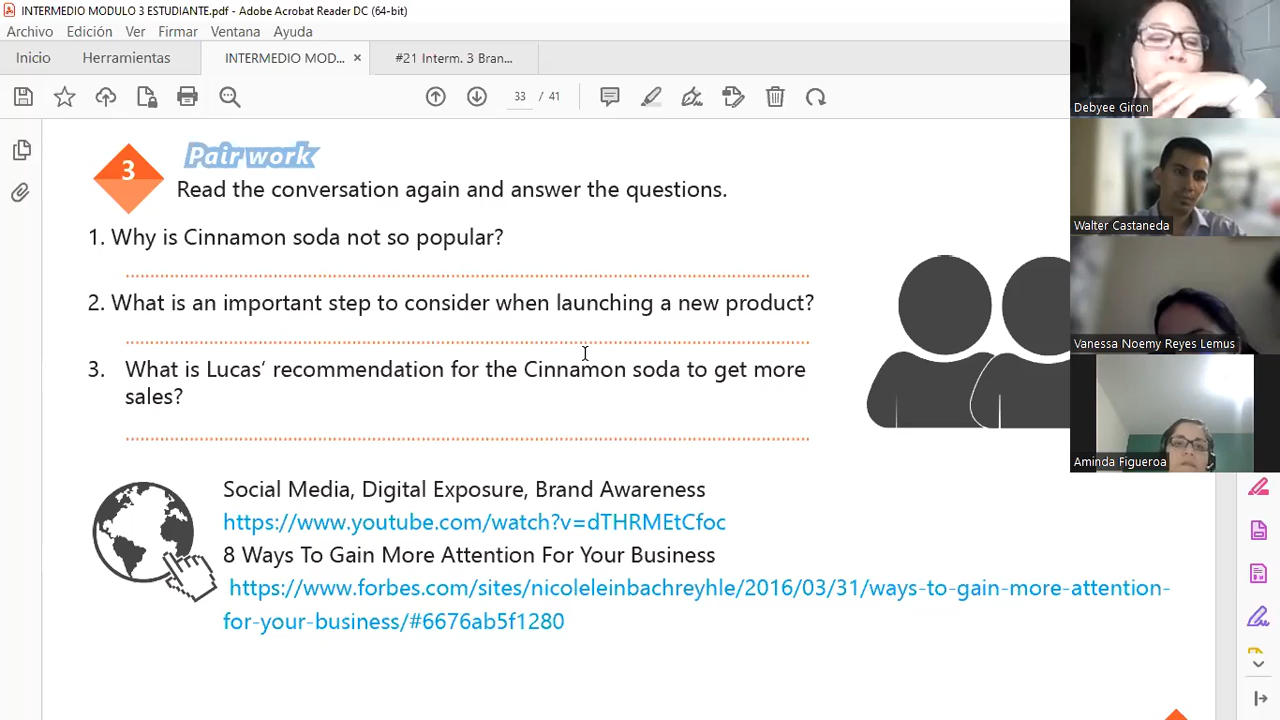 INTERMEDIO MODULO 3 ESTUDIANTE.pdf - Adobe Acrobat Reader DC (64-bit)
Archivo Edición Ver Firmar Ventana Ayuda
Inicio Herramientas INTERMEDIO MOD... × #21 Interm. 3 Bran...
33 / 41
3 Pair work
Read the conversation again and answer the questions.
1. Why is Cinnamon soda not so popular?
2. What is an important step to consider when launching a new product?
3. What is Lucas’ recommendation for the Cinnamon soda to get more
sales?
Social Media, Digital Exposure, Brand Awareness
https://www.youtube.com/watch?v=dTHRMEtCfoc
8 Ways To Gain More Attention For Your Business
https://www.forbes.com/sites/nicoleleinbachreyhle/2016/03/31/ways-to-gain-more-attention-
for-your-business/#6676ab5f1280
Debyee Giron
Walter Castaneda
Vanessa Noemy Reyes Lemus
Aminda Figueroa